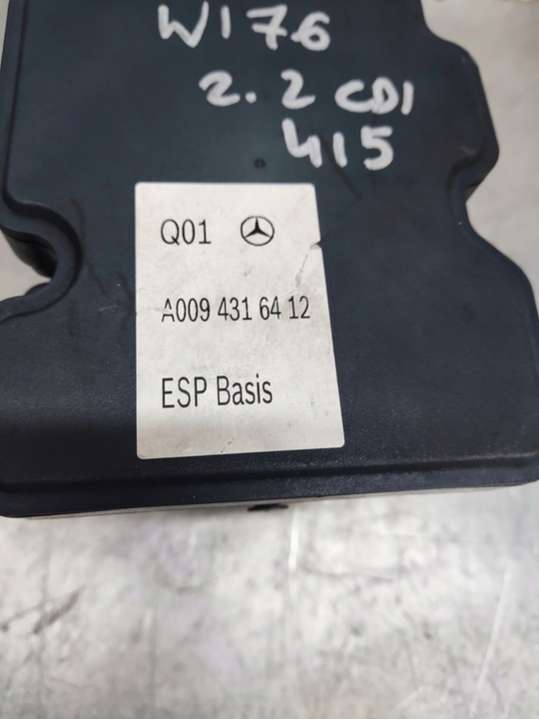 W176
2.2 CDI
415
Q01
A009 431 64 12
ESP Basis